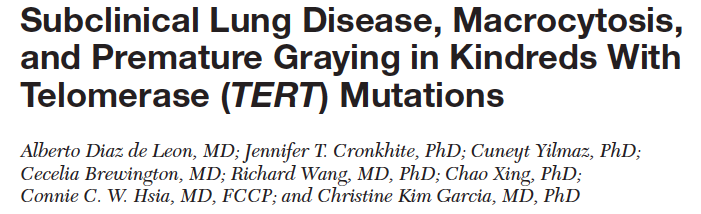 Subclinical Lung Disease, Macrocytosis,
and Premature Graying in Kindreds With
Telomerase (TERT) Mutations
Alberto Diaz de Leon, MD; Jennifer T. Cronkhite, PhD; Cuneyt Yilmaz, PhD;
Cecelia Brewington, MD; Richard Wang, MD, PhD; Chao Xing, PhD;
Connie C. W. Hsia, MD, FCCP; and Christine Kim Garcia, MD, PhD